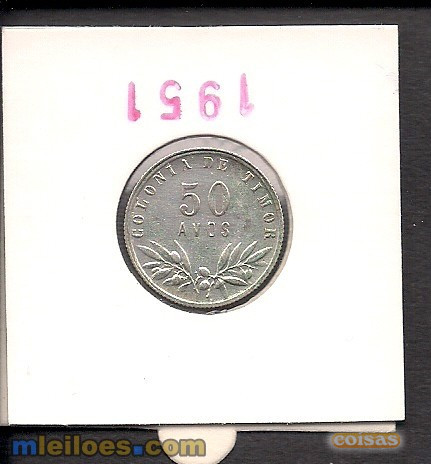 1951
COLONIA DE TIMOR
50
AVOS
mleiloes.com
coisas